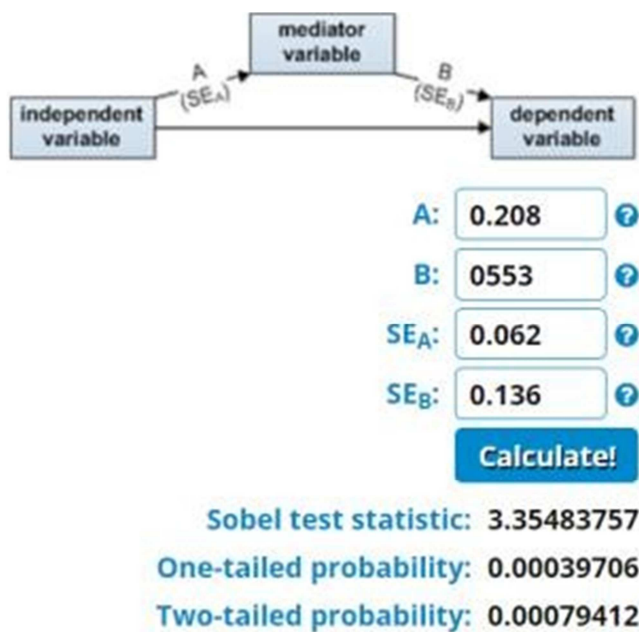 mediator
variable
A
(SEA)
B
(SEB)
independent
variable
dependent
variable
A: 0.208 ?
B: 0553 ?
SEA: 0.062 ?
SEB: 0.136 ?
Calculate!
Sobel test statistic: 3.35483757
One-tailed probability: 0.00039706
Two-tailed probability: 0.00079412